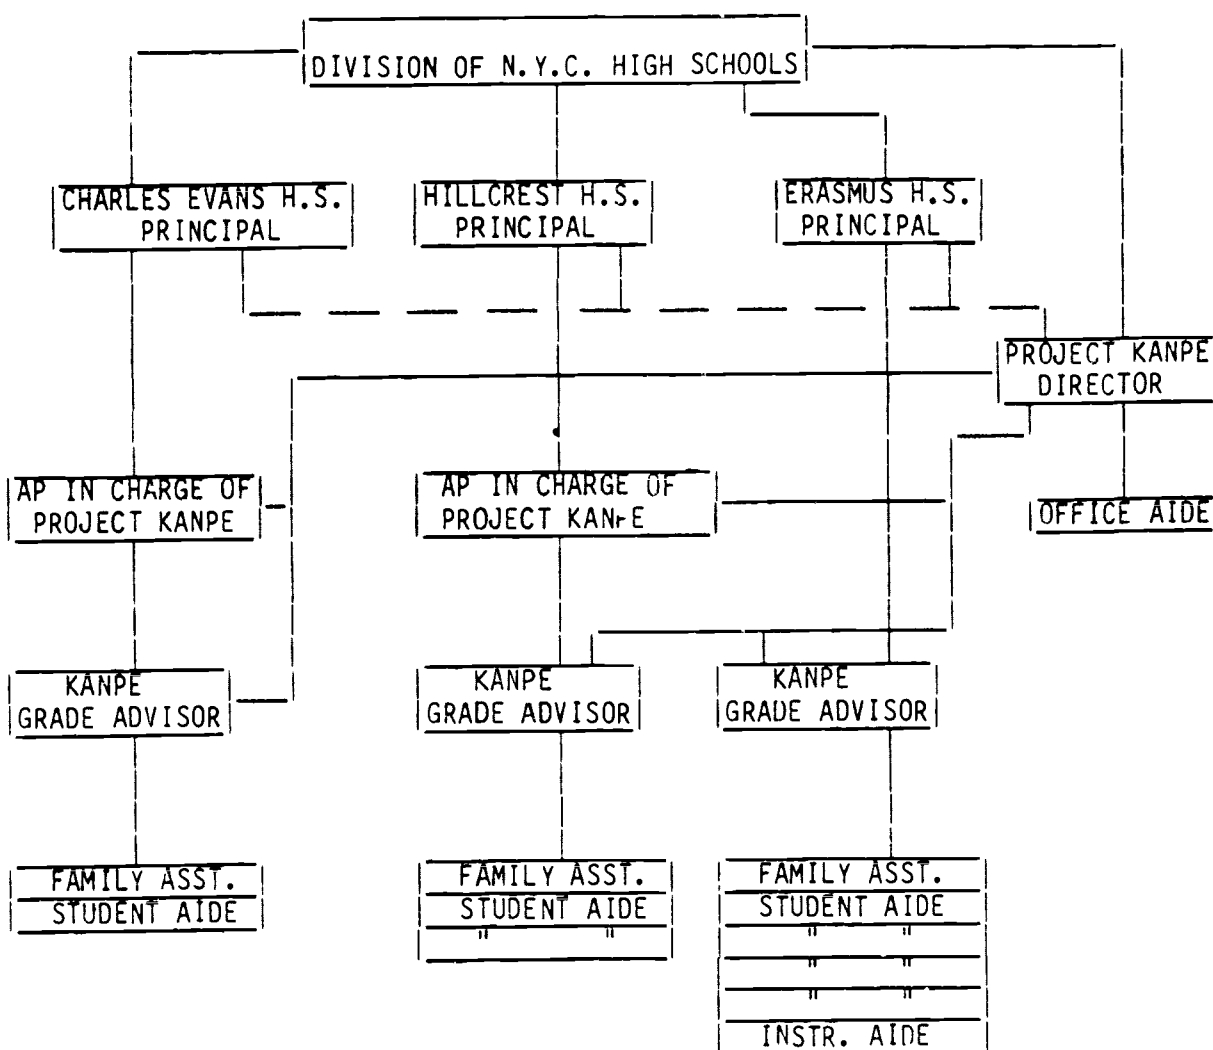 DIVISION OF N.Y.C. HIGH SCHOOLS
CHARLES EVANS H.S.
PRINCIPAL
HILLCREST H.S.
PRINCIPAL
ERASMUS H.S.
PRINCIPAL
PROJECT KANPE
DIRECTOR
AP IN CHARGE OF
PROJECT KANPE
AP IN CHARGE OF
PROJECT KANPE
OFFICE AIDE
KANPE
GRADE ADVISOR
KANPE
GRADE ADVISOR
KANPE
GRADE ADVISOR
FAMILY ASST.
STUDENT AIDE
FAMILY ASST.
STUDENT AIDE
" "
FAMILY ASST.
STUDENT AIDE
" "
" "
" "
INSTR. AIDE